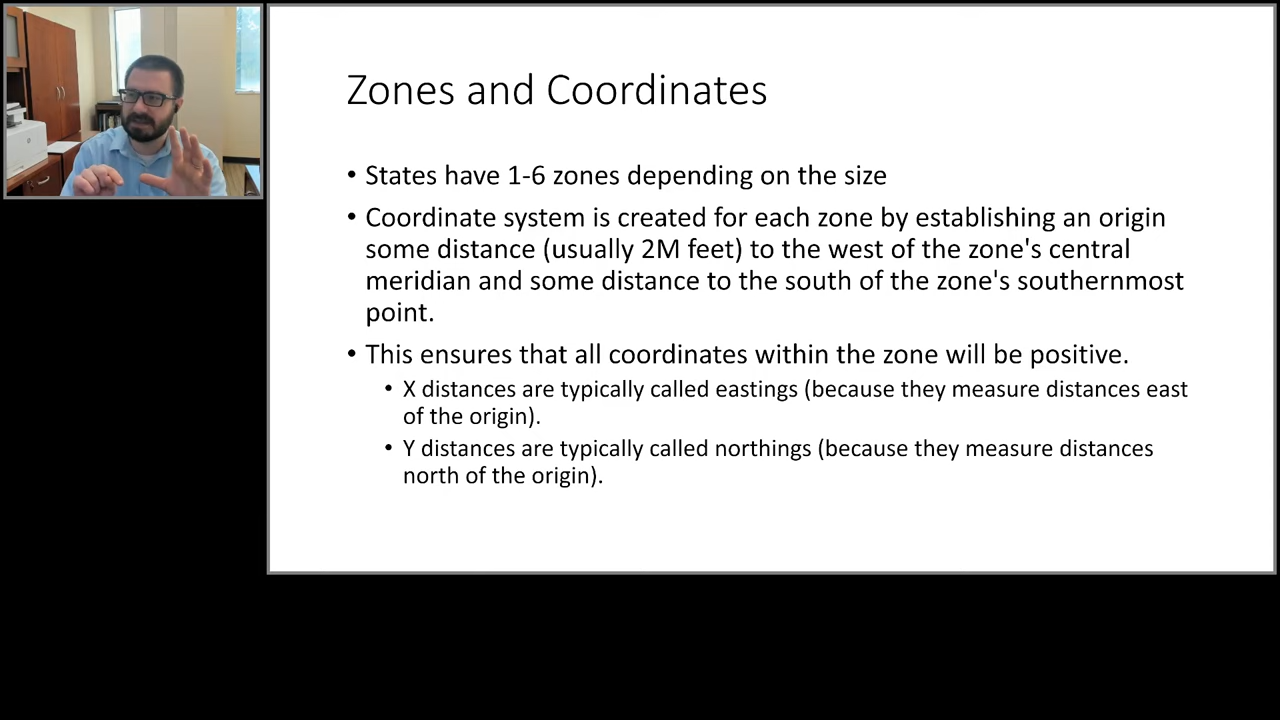 Zones and Coordinates
• States have 1-6 zones depending on the size
• Coordinate system is created for each zone by establishing an origin
some distance (usually 2M feet) to the west of the zone's central
meridian and some distance to the south of the zone's southernmost
point.
• This ensures that all coordinates within the zone will be positive.
• X distances are typically called eastings (because they measure distances east
of the origin).
• Y distances are typically called northings (because they measure distances
north of the origin).